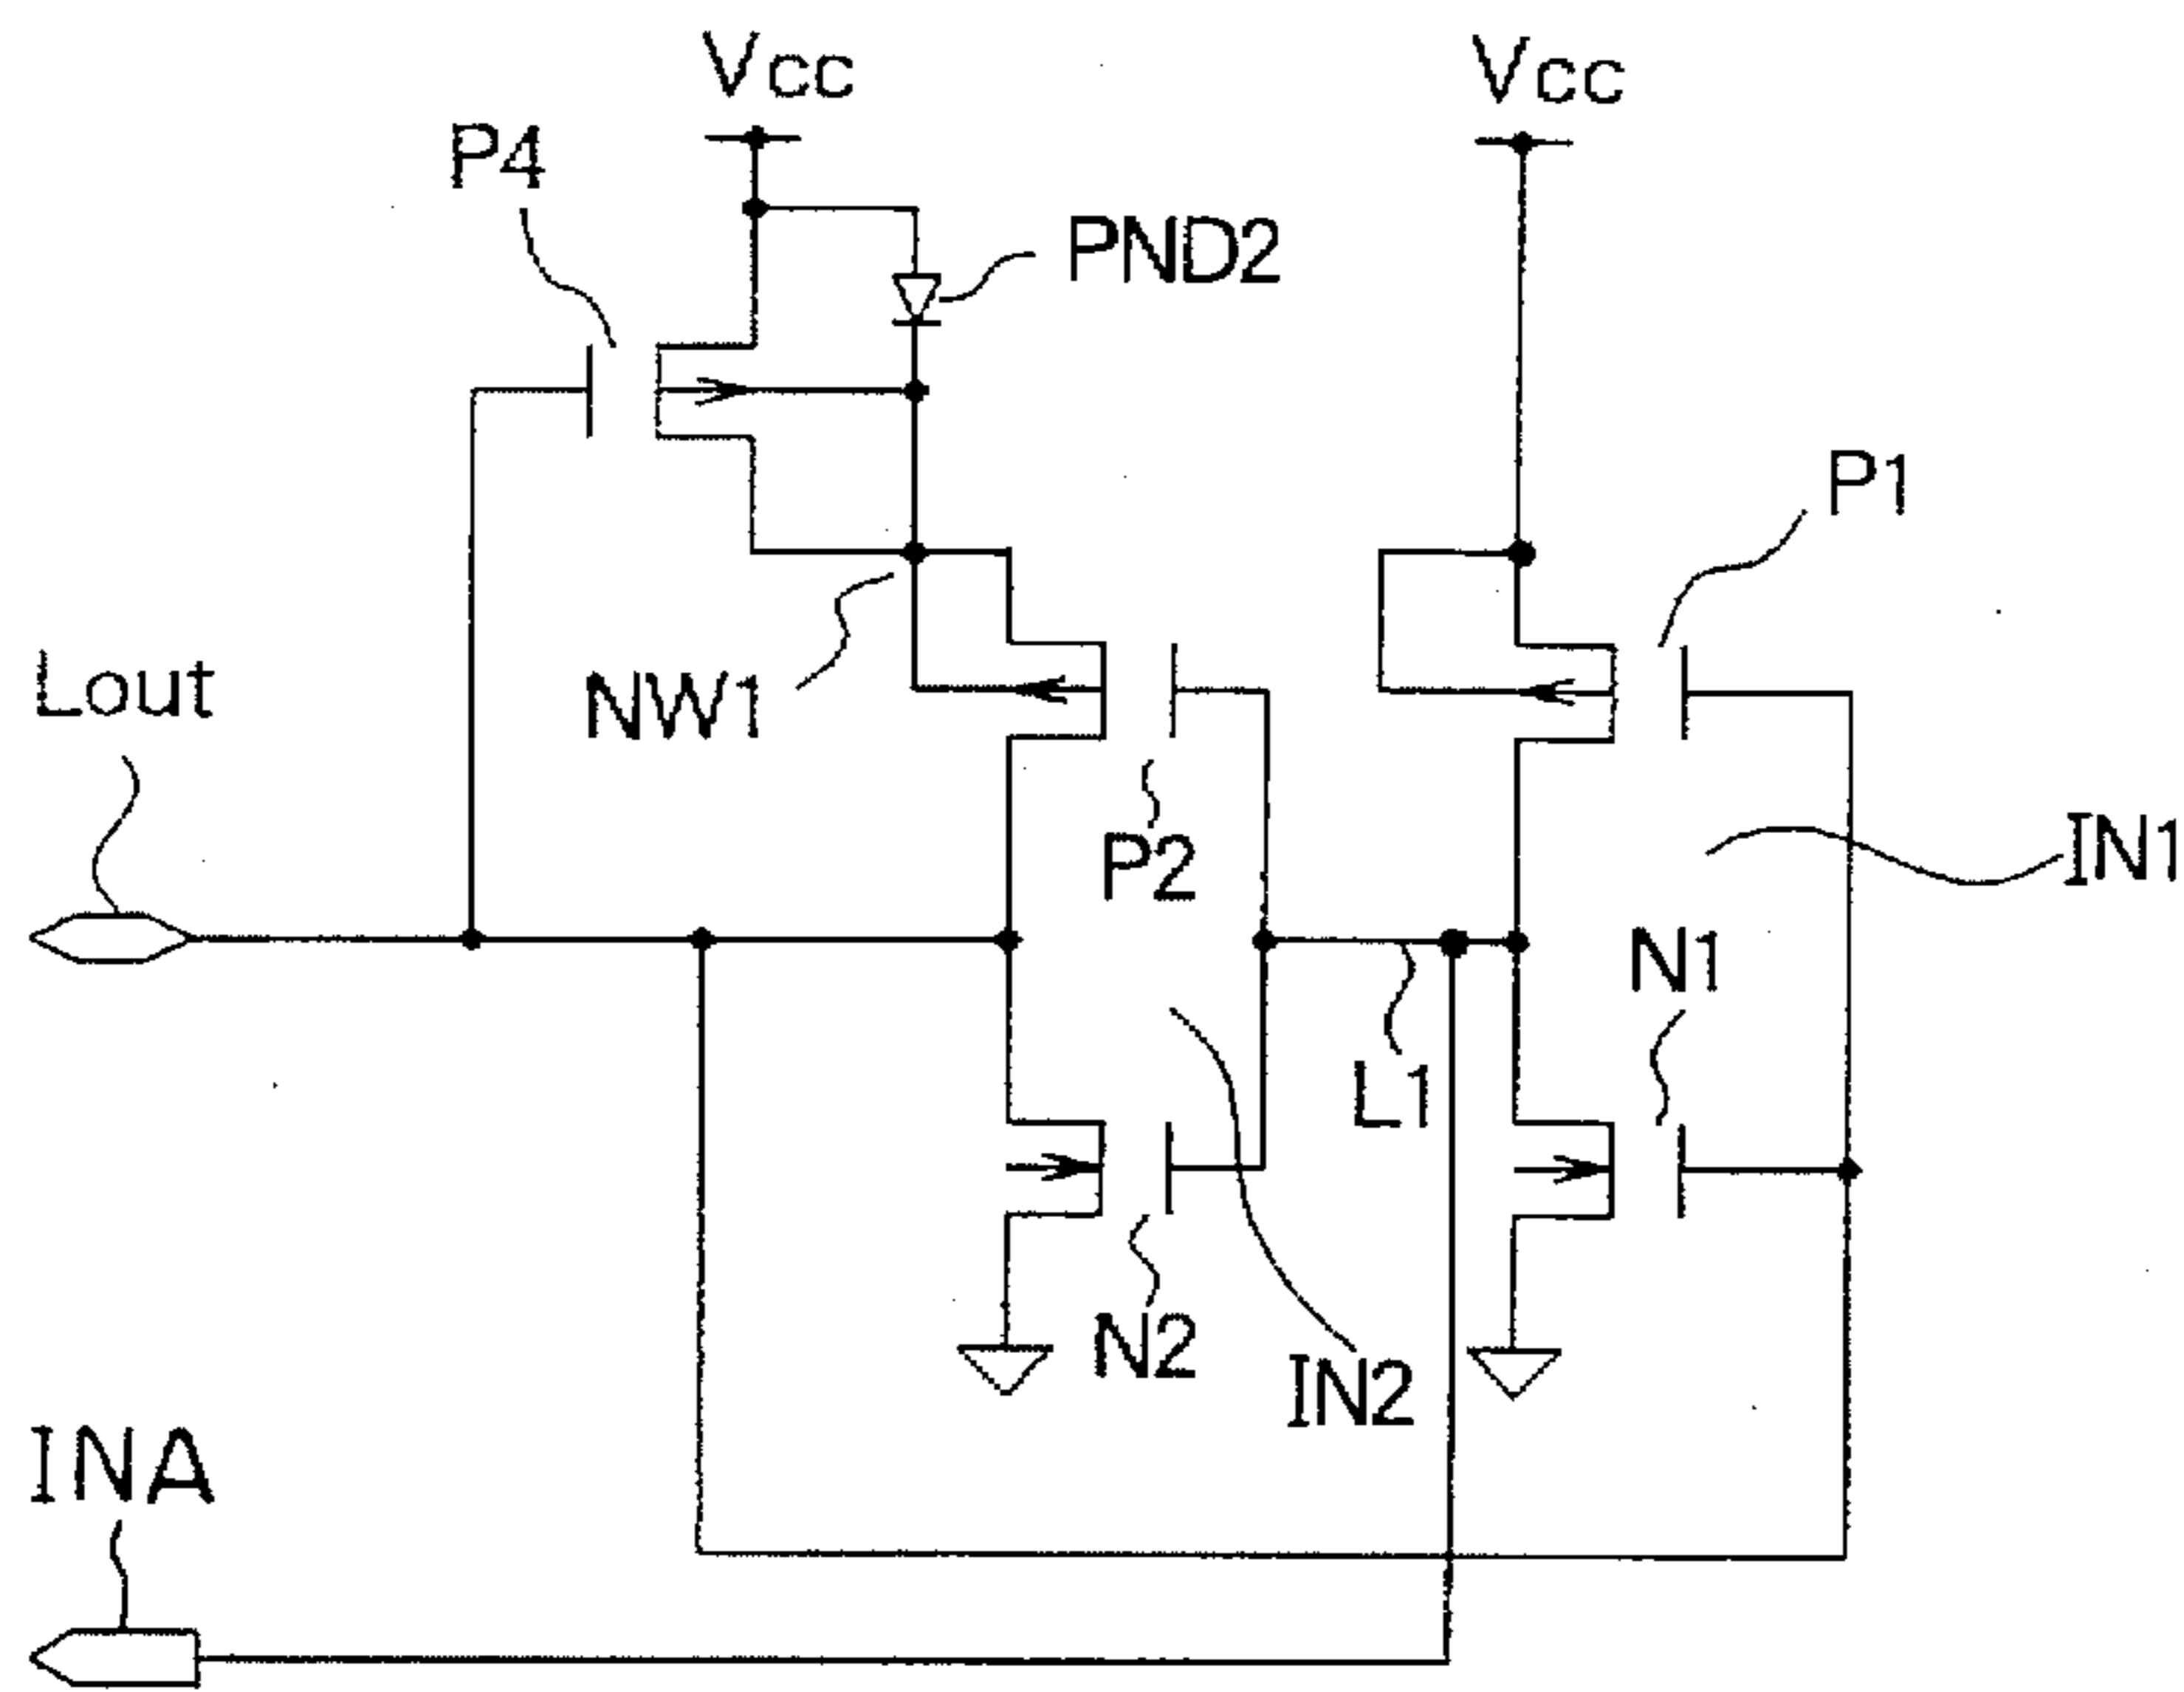 Vcc
Vcc
P4
PND2
P1
Lout
NW1
P2
IN1
N1
L1
N2
IN2
INA